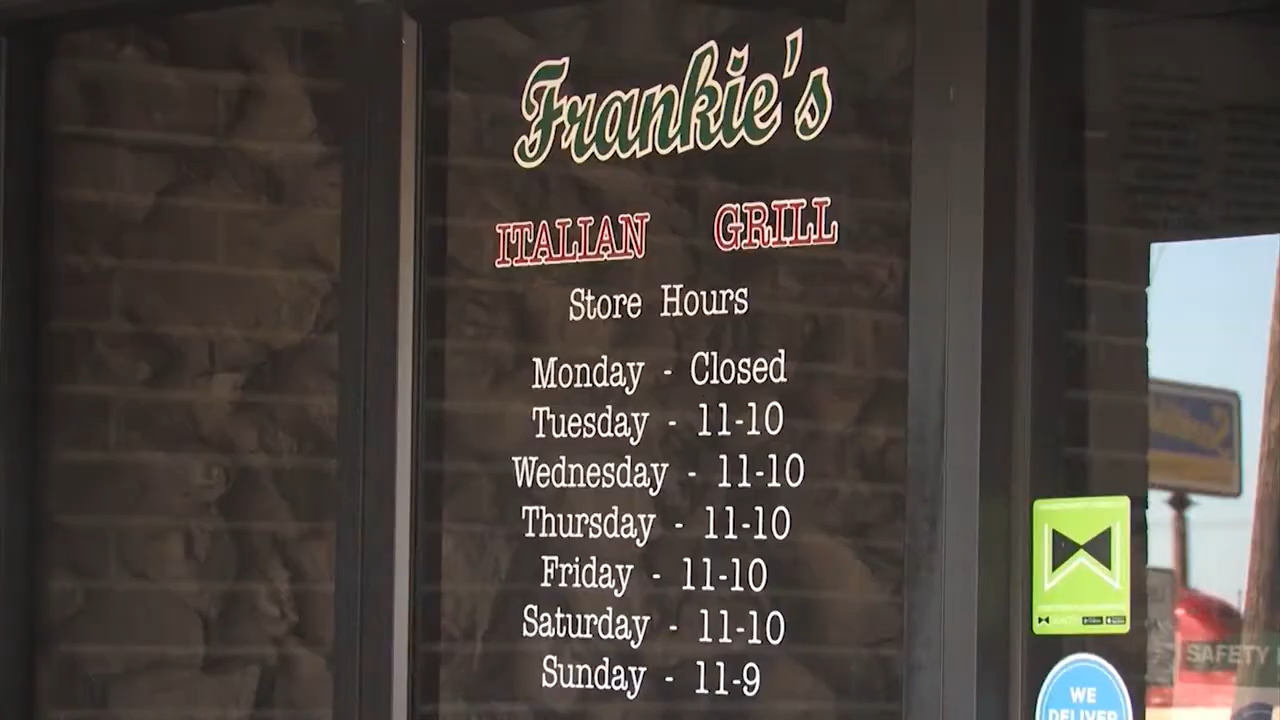 Frankie's
ITALIAN GRILL
Store Hours
Monday - Closed
Tuesday - 11-10
Wednesday - 11-10
Thursday - 11-10
Friday - 11-10
Saturday - 11-10
Sunday - 11-9
WE
DELIVER
SAFETY